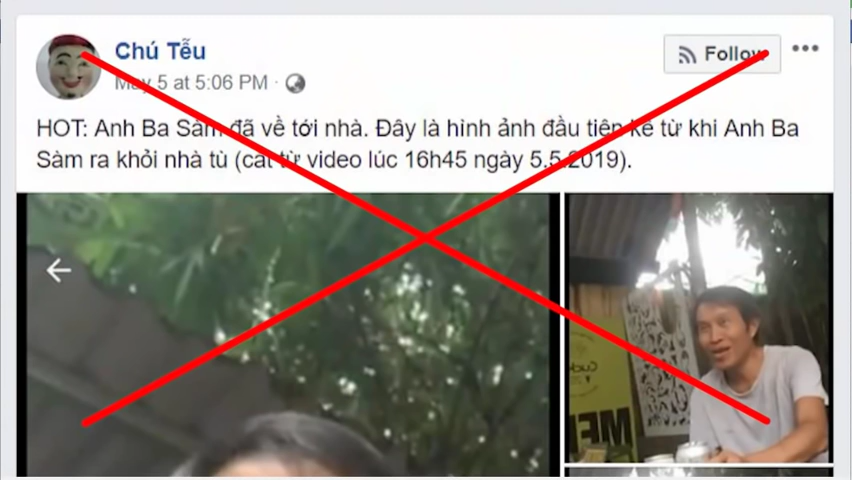 Chú Tễu
Follow
May 5 at 5:06 PM
HOT: Anh Ba Sàm đã về tới nhà. Đây là hình ảnh đầu tiên kể từ khi Anh Ba
Sàm ra khỏi nhà tù (cắt từ video lúc 16h45 ngày 5.5.2019).